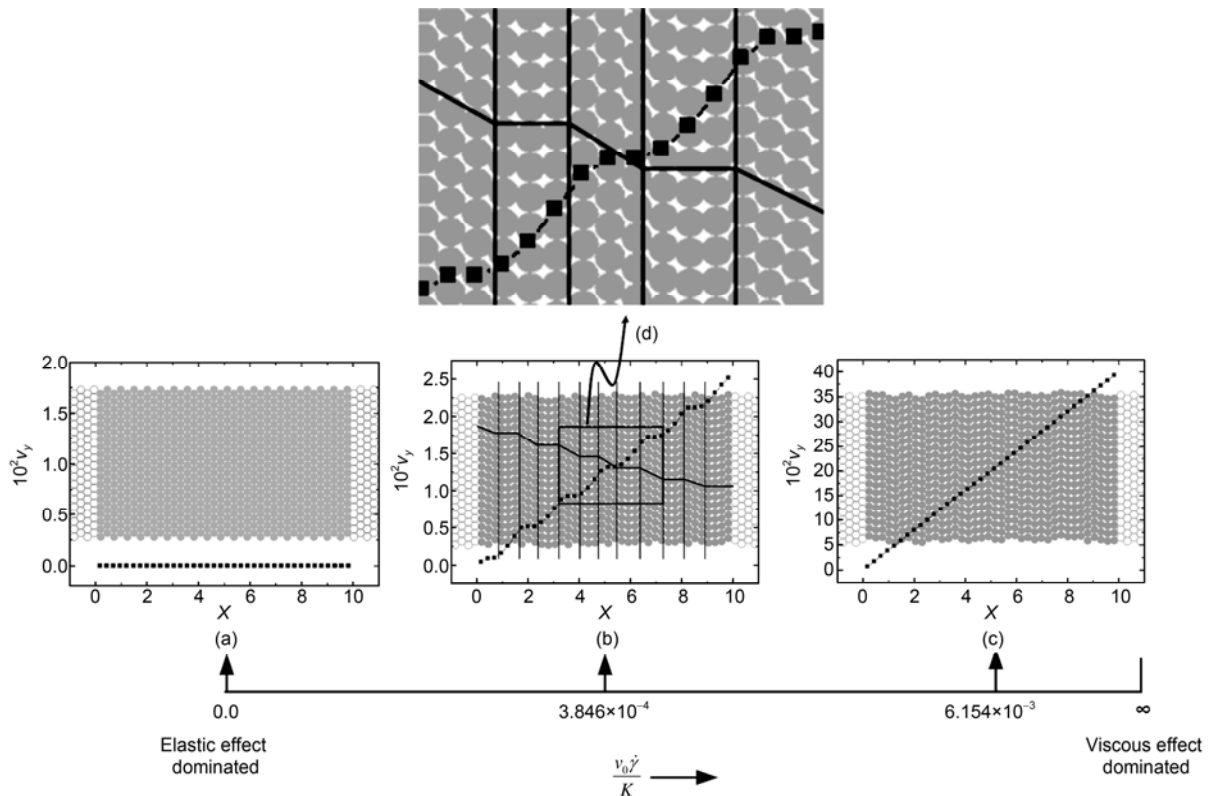 (d)
2.0
1.5
1.0
0.5
0.0
10²v_y
0 2 4 6 8 10
X
(a)
2.5
2.0
1.5
1.0
0.5
0.0
10²v_y
0 2 4 6 8 10
X
(b)
35
30
25
20
15
10
5
0
10²v_y
0 2 4 6 8 10
X
(c)
0.0
3.846×10⁻⁴
6.154×10⁻³
∞
Elastic effect
dominated
Viscous effect
dominated
v₀γ̇
K